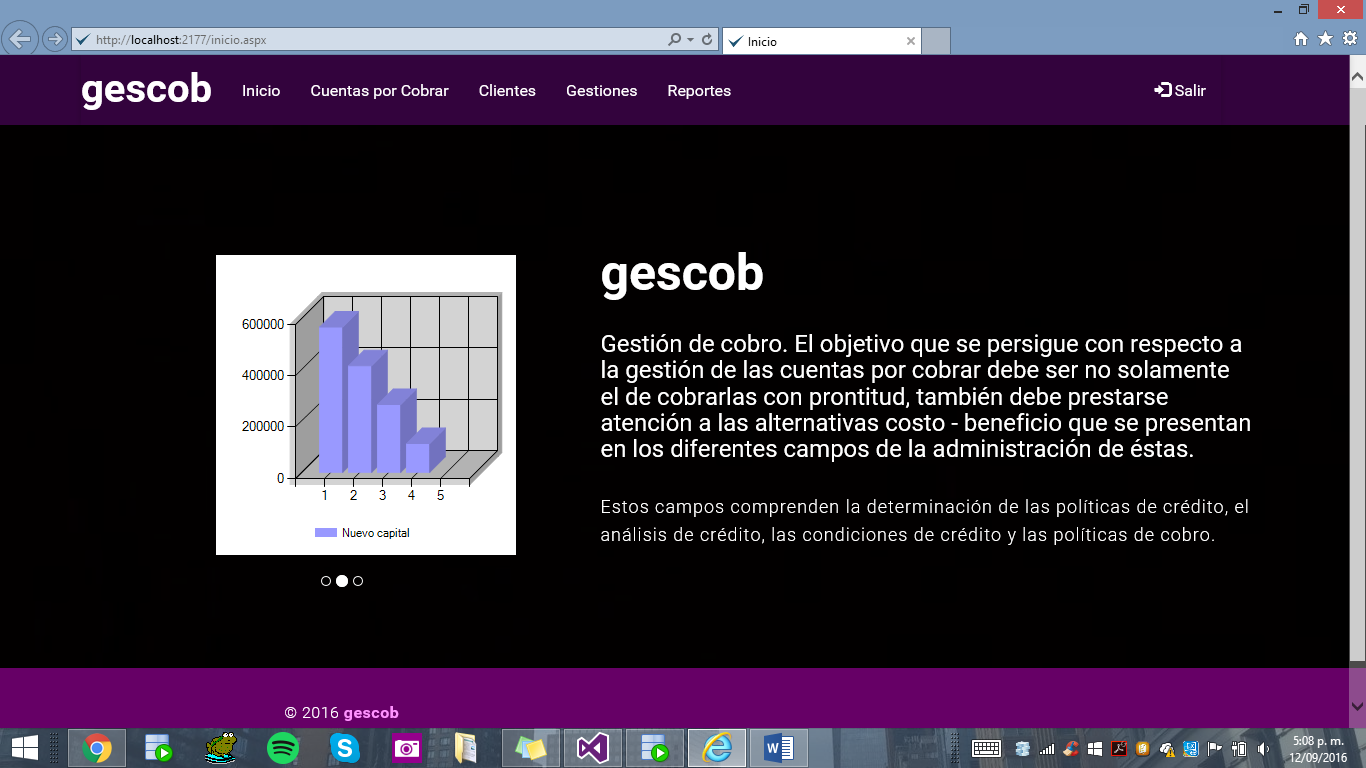 http://localhost:2177/inicio.aspx
Inicio
gescob
Inicio
Cuentas por Cobrar
Clientes
Gestiones
Reportes
Salir
600000
400000
200000
0
1 2 3 4 5
Nuevo capital
gescob
Gestión de cobro. El objetivo que se persigue con respecto a
la gestión de las cuentas por cobrar debe ser no solamente
el de cobrarlas con prontitud, también debe prestarse
atención a las alternativas costo - beneficio que se presentan
en los diferentes campos de la administración de éstas.
Estos campos comprenden la determinación de las políticas de crédito, el
análisis de crédito, las condiciones de crédito y las políticas de cobro.
© 2016 gescob
5:08 p. m.
12/09/2016